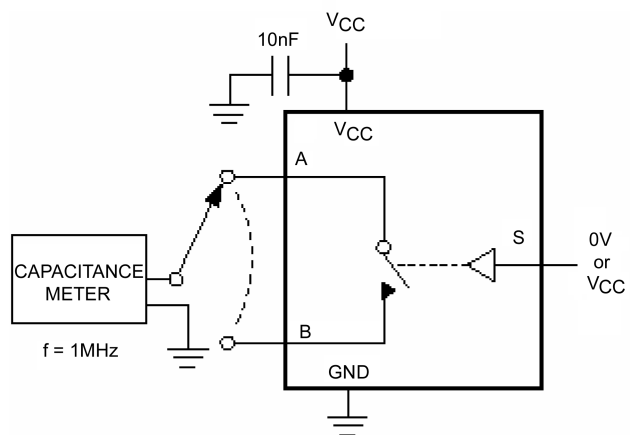 VCC
10nF
VCC
A
S
0V
or
VCC
CAPACITANCE
METER
B
f = 1MHz
GND